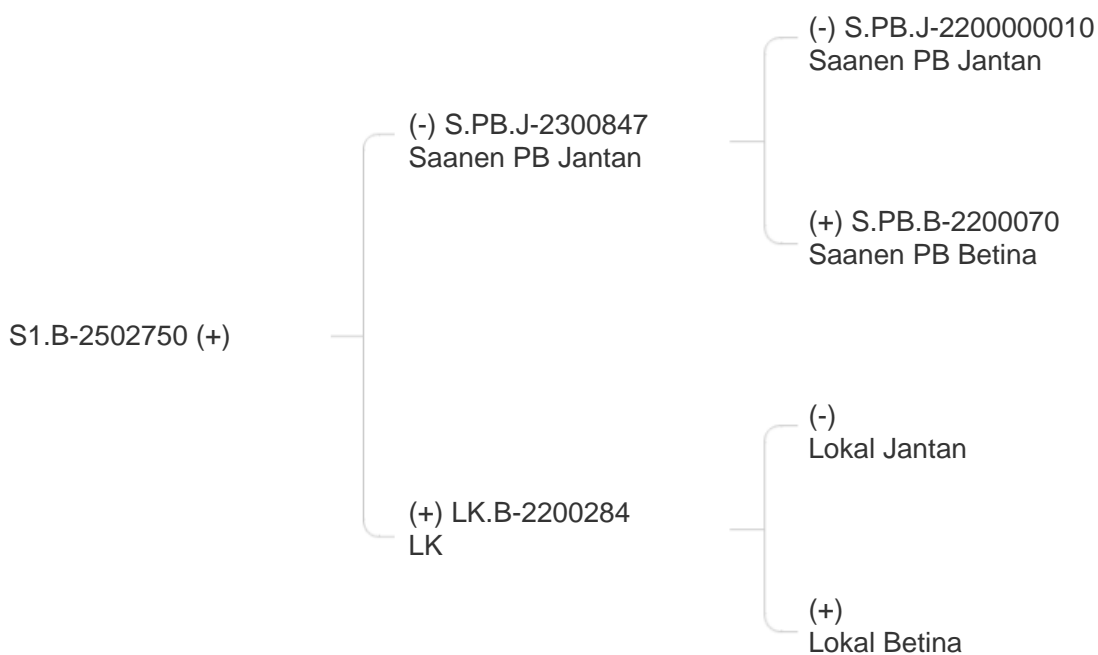 (-) S.PB.J-2200000010
Saanen PB Jantan
(-) S.PB.J-2300847
Saanen PB Jantan
(+) S.PB.B-2200070
Saanen PB Betina
S1.B-2502750 (+)
(-)
Lokal Jantan
(+) LK.B-2200284
LK
(+)
Lokal Betina